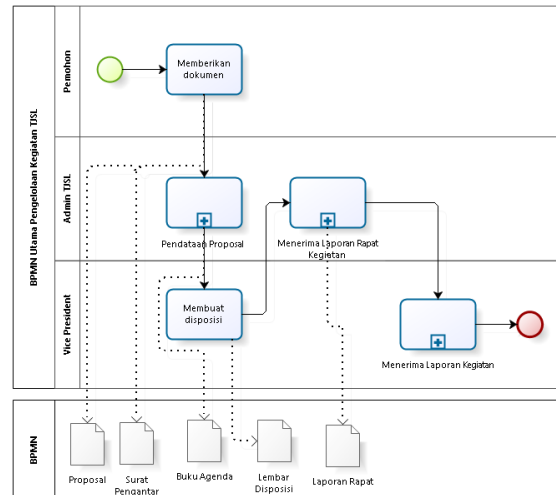 BPMN Utama Pengelolaan Kegiatan TJSL
Pemohon
Memberikan
dokumen
Admin TJSL
Pendataan Proposal
Menerima Laporan Rapat
Kegiatan
Vice President
Membuat
disposisi
Menerima Laporan Kegiatan
BPMN
Proposal
Surat
Pengantar
Buku Agenda
Lembar
Disposisi
Laporan Rapat